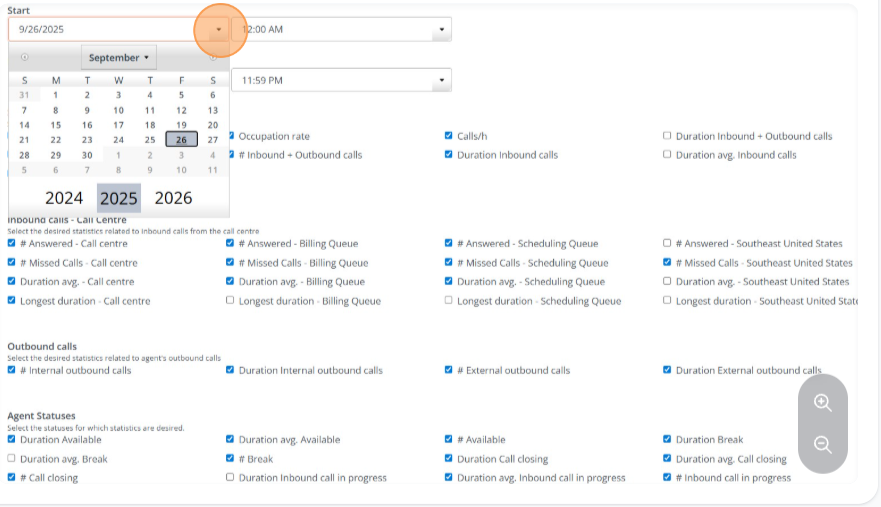 Start
9/26/2025 12:00 AM
September
11:59 PM
S M T W T F S
31 1 2 3 4 5 6
7 8 9 10 11 12 13
14 15 16 17 18 19 20
21 22 23 24 25 26 27
28 29 30 1 2 3 4
5 6 7 8 9 10 11
2024 2025 2026
Occupation rate Calls/h Duration Inbound + Outbound calls
# Inbound + Outbound calls Duration Inbound calls Duration avg. Inbound calls
Inbound calls - Call Centre
Select the desired statistics related to inbound calls from the call centre
# Answered - Call centre # Answered - Billing Queue # Answered - Scheduling Queue # Answered - Southeast United States
# Missed Calls - Call centre # Missed Calls - Billing Queue # Missed Calls - Scheduling Queue # Missed Calls - Southeast United States
Duration avg. - Call centre Duration avg. - Billing Queue Duration avg. - Scheduling Queue Duration avg. - Southeast United States
Longest duration - Call centre Longest duration - Billing Queue Longest duration - Scheduling Queue Longest duration - Southeast United State
Outbound calls
Select the desired statistics related to agent's outbound calls
# Internal outbound calls Duration Internal outbound calls # External outbound calls Duration External outbound calls
Agent Statuses
Select the statuses for which statistics are desired.
Duration Available Duration avg. Available # Available Duration Break
Duration avg. Break # Break Duration Call closing Duration avg. Call closing
# Call closing Duration Inbound call in progress Duration avg. Inbound call in progress # Inbound call in progress